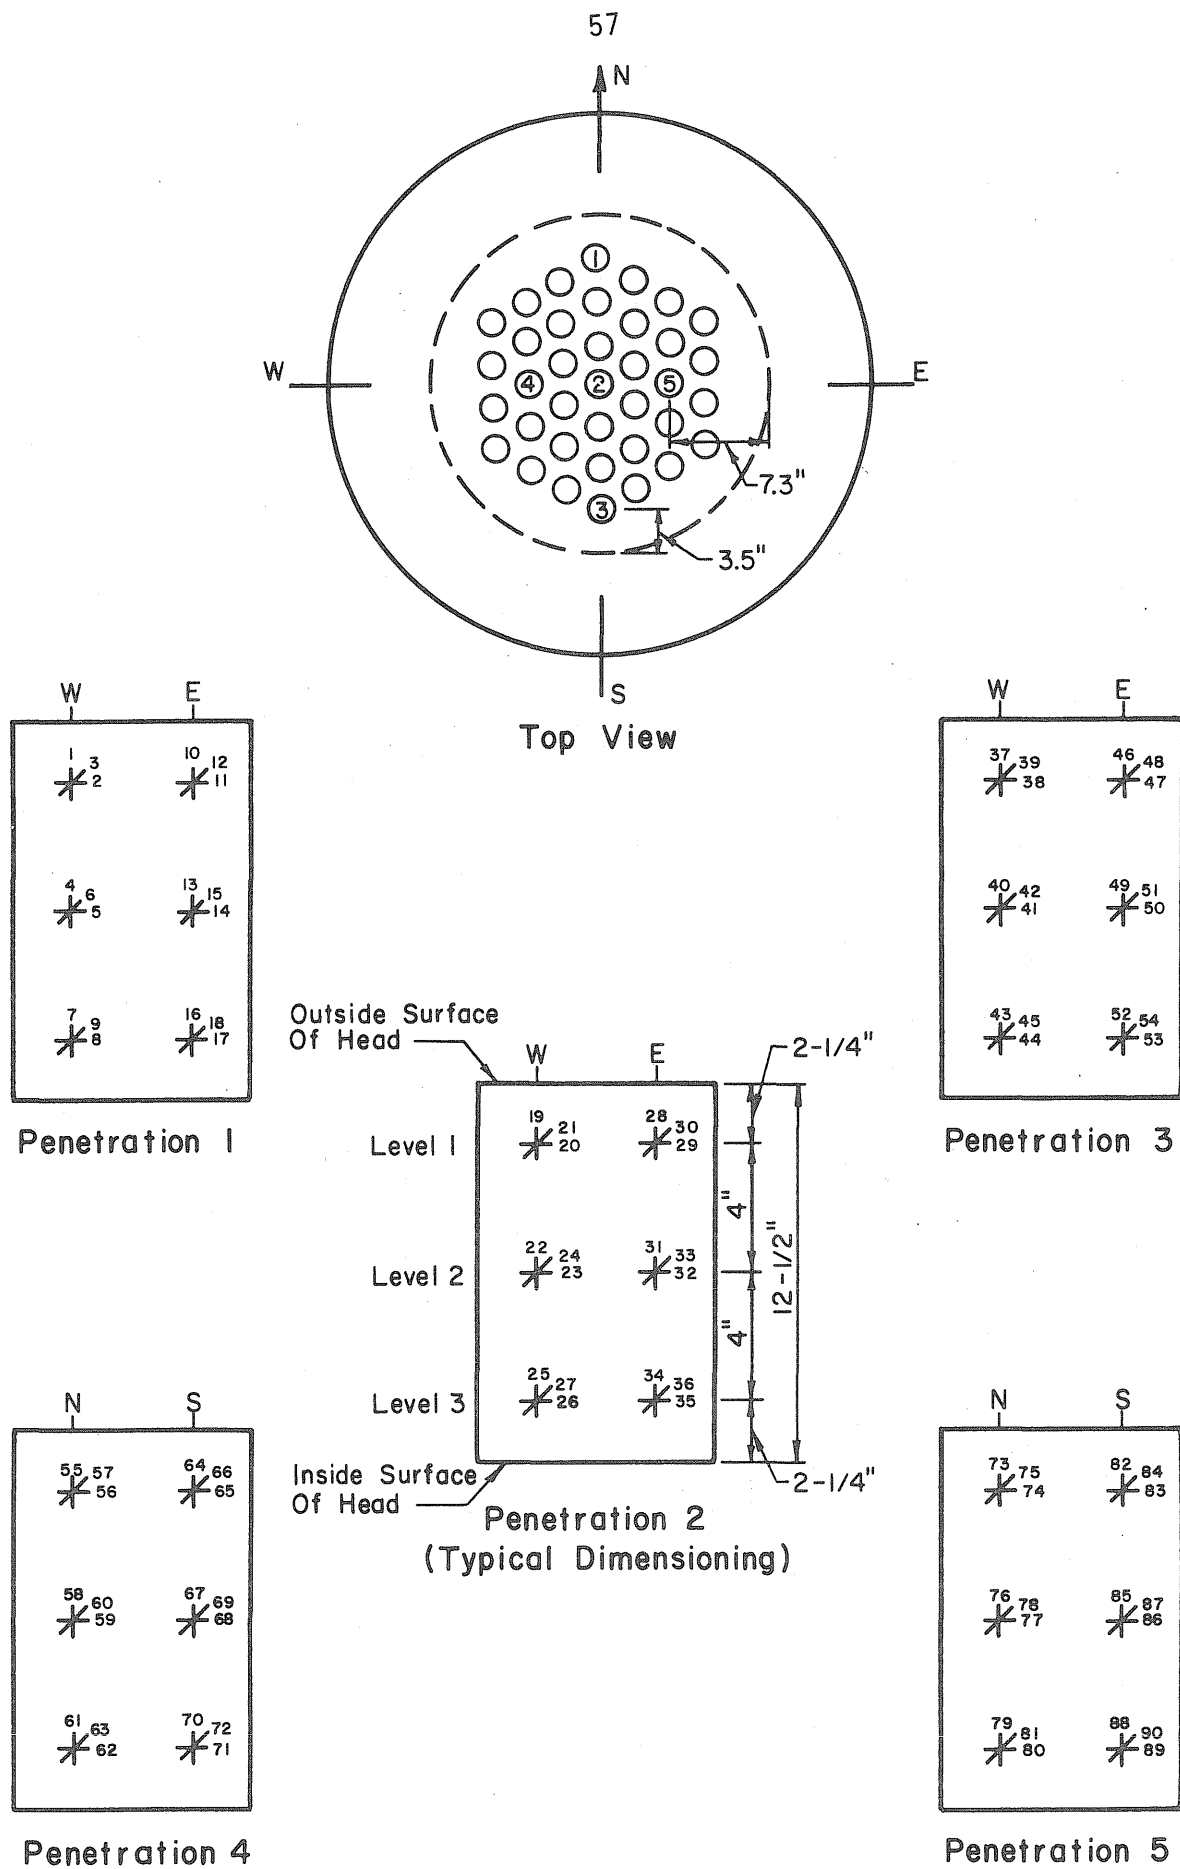 57
N
1
W
4
2
5
E
7.3"
3
3.5"
S
Top View
W E
1 3 2
10 12 11
4 6 5
13 15 14
7 9 8
16 18 17
Penetration 1
W E
37 39 38
46 48 47
40 42 41
49 51 50
43 45 44
52 54 53
Penetration 3
Outside Surface
Of Head
W E
2-1/4"
Level 1
19 21 20
28 30 29
4"
Level 2
22 24 23
31 33 32
12-1/2"
4"
Level 3
25 27 26
34 36 35
Inside Surface
Of Head
2-1/4"
Penetration 2
(Typical Dimensioning)
N S
55 57 56
64 66 65
58 60 59
67 69 68
61 63 62
70 72 71
Penetration 4
N S
73 75 74
82 84 83
76 78 77
85 87 86
79 81 80
88 90 89
Penetration 5